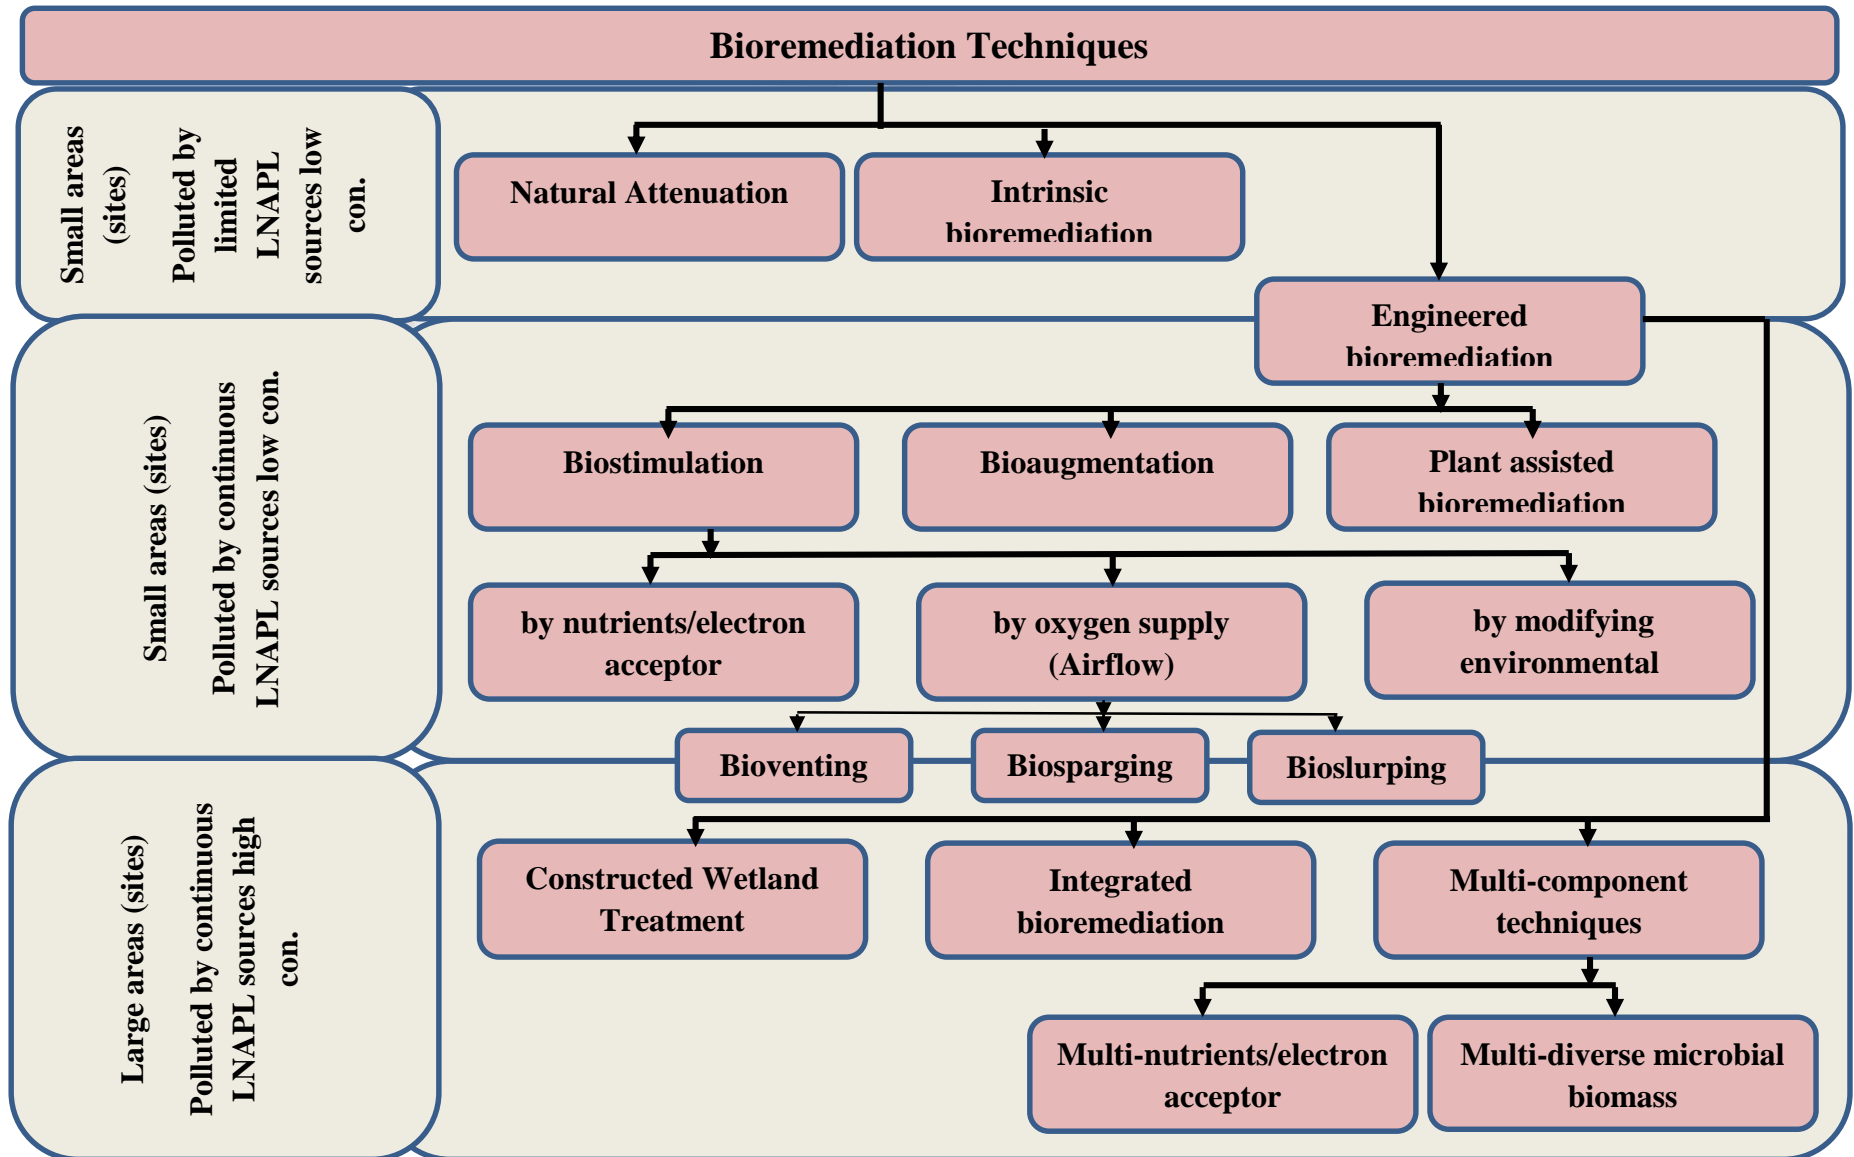 Bioremediation Techniques
Small areas
(sites)
Polluted by
limited
LNAPL
sources low
con.
Natural Attenuation
Intrinsic
bioremediation
Engineered
bioremediation
Small areas (sites)
Polluted by continuous
LNAPL sources low con.
Biostimulation
Bioaugmentation
Plant assisted
bioremediation
by nutrients/electron
acceptor
by oxygen supply
(Airflow)
by modifying
environmental
Bioventing
Biosparging
Bioslurping
Large areas (sites)
Polluted by continuous
LNAPL sources high
con.
Constructed Wetland
Treatment
Integrated
bioremediation
Multi-component
techniques
Multi-nutrients/electron
acceptor
Multi-diverse microbial
biomass